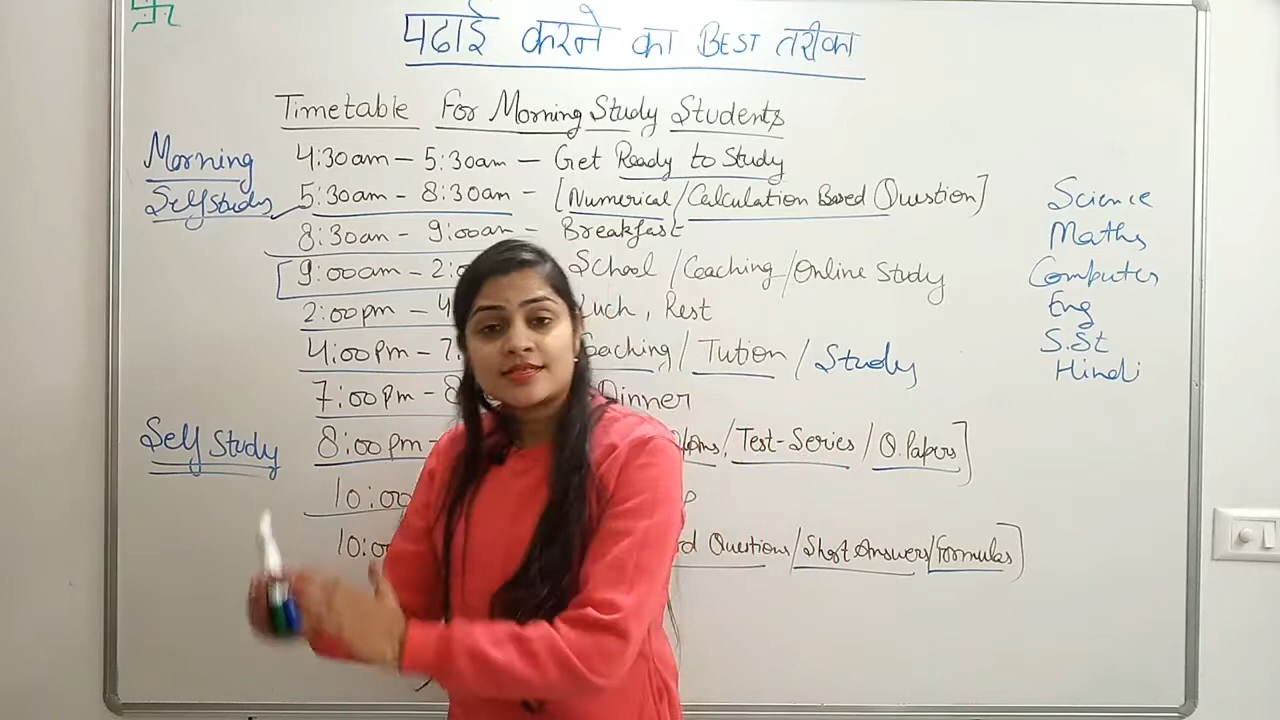 पढाई करने का BEST तरीका
Timetable For Morning Study Students
Morning
Self Study
4:30am – 5:30am – Get Ready to Study
5:30am – 8:30am – [Numerical/Calculation Based Question]
8:30am – 9:00am – Breakfast
9:00am – 2: School /Coaching/Online Study
2:00pm – 4 Luch, Rest
4:00pm – 7: Coaching/ Tution / Study
7:00pm – 8 Dinner
Self Study
8:00pm – /Test-Series /Q.Papers]
10:00
10:00 Questions/Short Answers/Formulas]
Science
Maths
Computer
Eng
S.St
Hindi